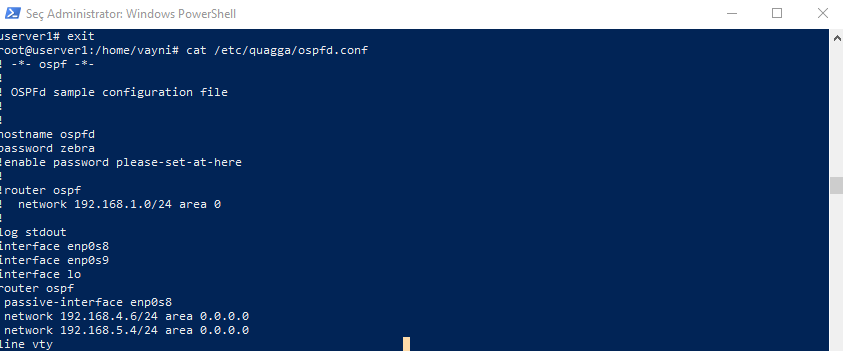 Seç Administrator: Windows PowerShell
userver1# exit
root@userver1:/home/vayni# cat /etc/quagga/ospfd.conf
! -*- ospf -*-
!
! OSPFd sample configuration file
!
!
hostname ospfd
password zebra
!enable password please-set-at-here
!
!router ospf
!  network 192.168.1.0/24 area 0
!
log stdout
interface enp0s8
interface enp0s9
interface lo
router ospf
 passive-interface enp0s8
 network 192.168.4.6/24 area 0.0.0.0
 network 192.168.5.4/24 area 0.0.0.0
line vty